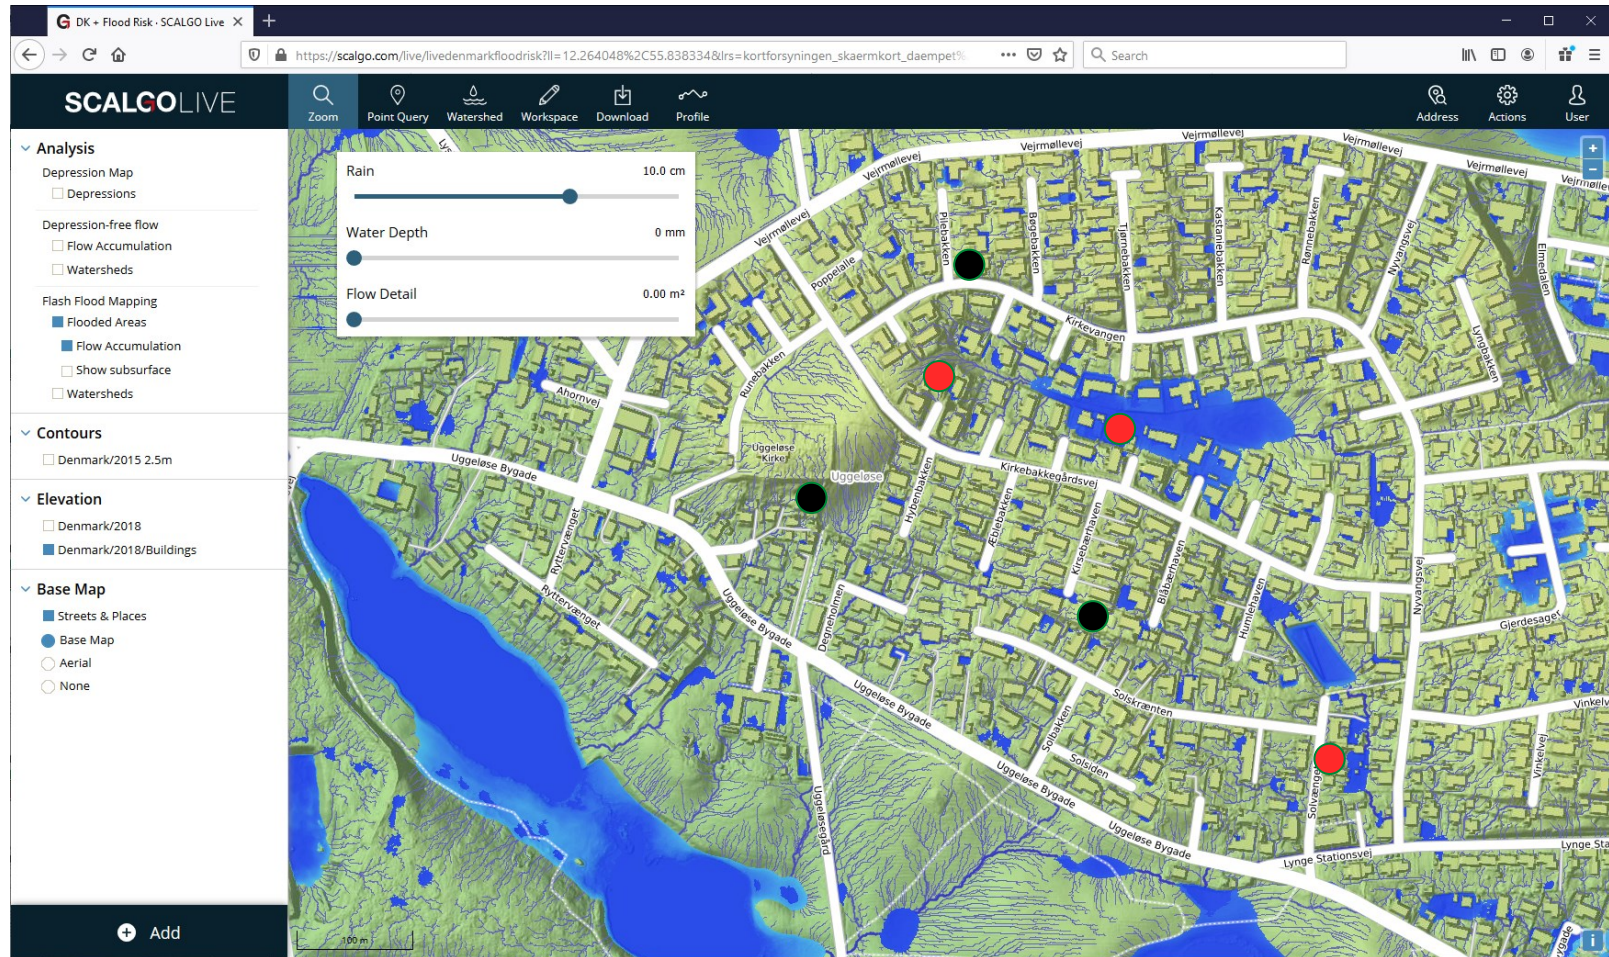 DK + Flood Risk · SCALGO Live
https://scalgo.com/live/livedenmarkfloodrisk?ll=12.264048%2C55.838334&lrs=kortforsyningen_skaermkort_daempet%
Search
SCALGOLIVE
Zoom
Point Query
Watershed
Workspace
Download
Profile
Address
Actions
User
Analysis
Depression Map
Depressions
Depression-free flow
Flow Accumulation
Watersheds
Flash Flood Mapping
Flooded Areas
Flow Accumulation
Show subsurface
Watersheds
Contours
Denmark/2015 2.5m
Elevation
Denmark/2018
Denmark/2018/Buildings
Base Map
Streets & Places
Base Map
Aerial
None
Add
Rain 10.0 cm
Water Depth 0 mm
Flow Detail 0.00 m²
Vejrmøllevej
Vejrmøllevej
Vejrmøllevej
Vejrmøllevej
Vejrmøllevej
Vejrmøllevej
Pilebakken
Bøgebakken
Tjørnebakken
Kastaniebakken
Rønnebakken
Nyvangsvej
Elmedalen
Poppelalle
Kirkevangen
Lyngbakken
Runebakken
Ahornvej
Uggeløse
Kirke
Uggeløse
Uggeløse Bygade
Ryttervænget
Ryttervænget
Hybenbakken
Kirkebakkegårdsvej
Æblebakken
Kirsebærhaven
Blåbærhaven
Humlehaven
Nyvangsvej
Gjerdesager
Degneholmen
Uggeløse Bygade
Uggeløse Bygade
Solskrænten
Solbakken
Solsiden
Uggeløse Bygade
Uggeløse Bygade
Solvænget
Vinkelv
Vinkelvej
Lynge Stationsvej
Lynge Sta
Uggeløsegård
100 m